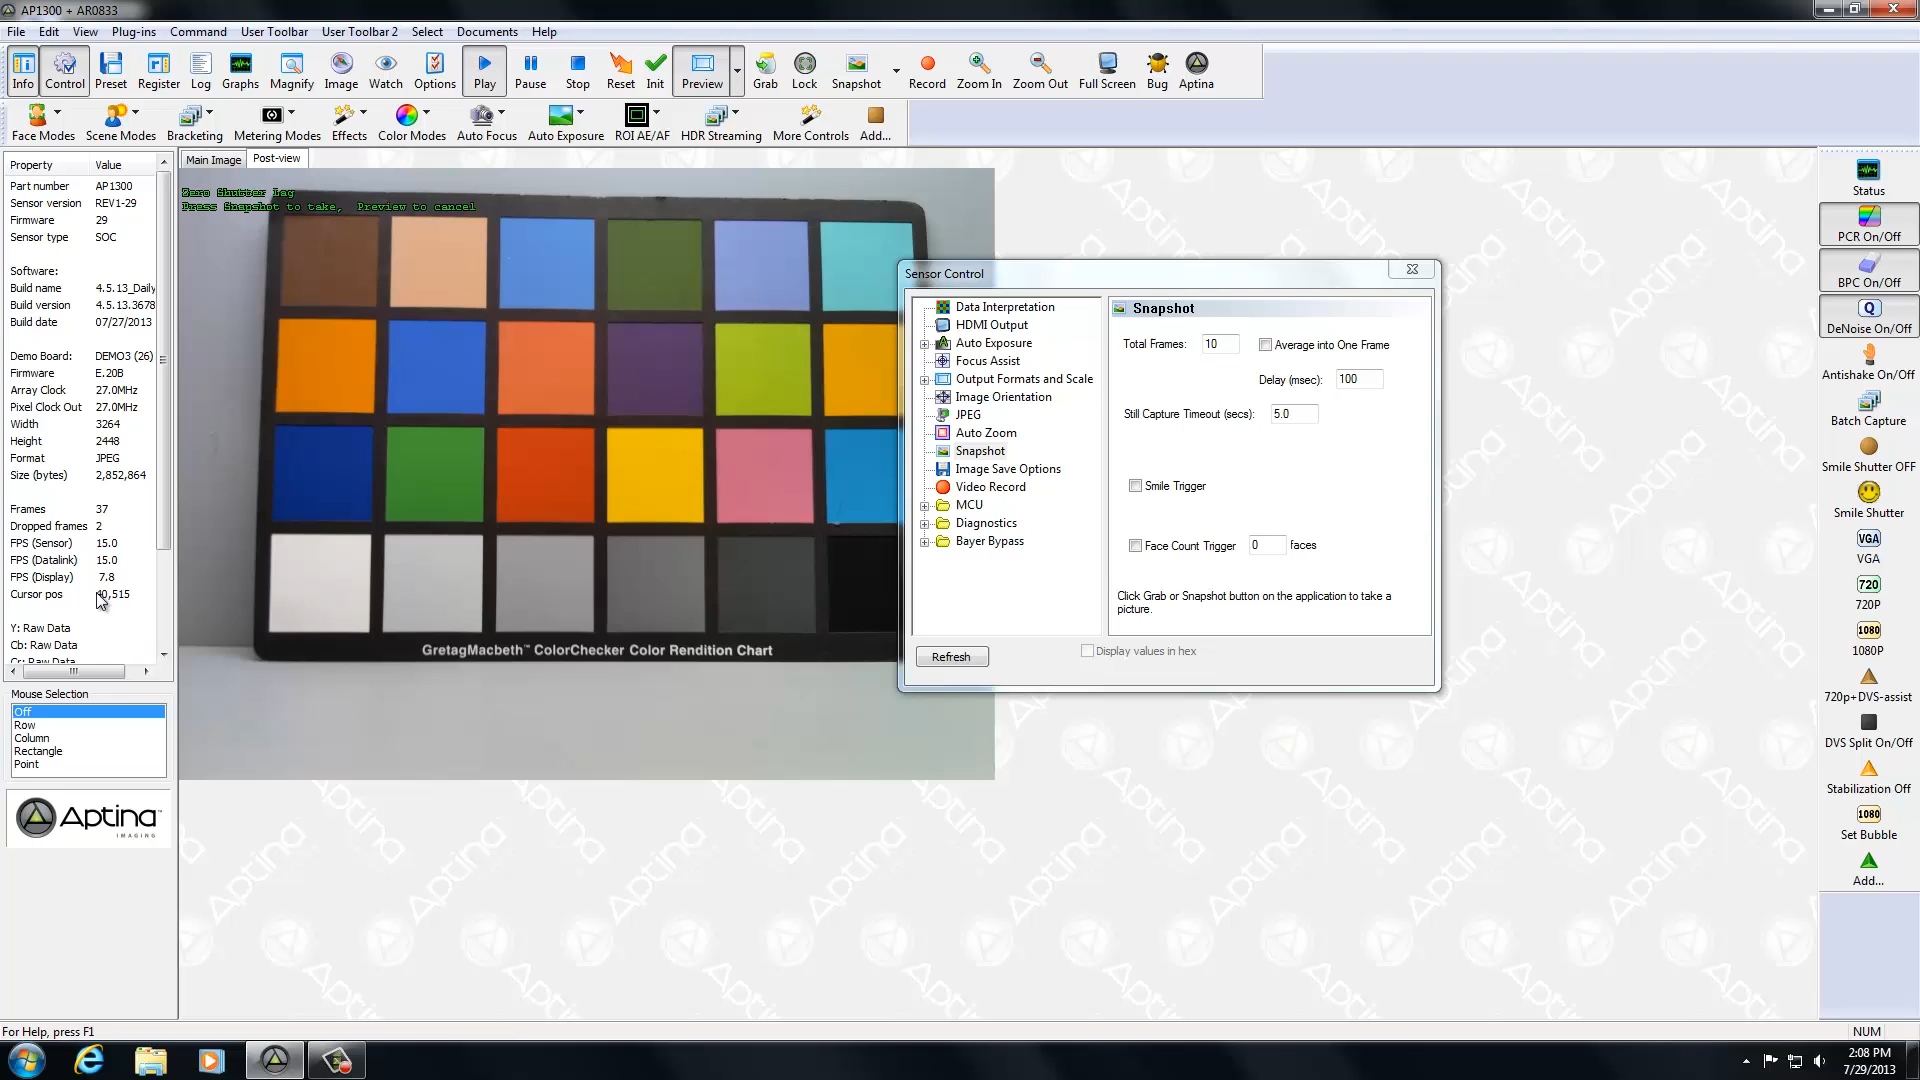 AP1300 + AR0833
File Edit View Plug-ins Command User Toolbar User Toolbar 2 Select Documents Help
Info Control Preset Register Log Graphs Magnify Image Watch Options Play Pause Stop Reset Init Preview Grab Lock Snapshot Record Zoom In Zoom Out Full Screen Bug Aptina
Face Modes Scene Modes Bracketing Metering Modes Effects Color Modes Auto Focus Auto Exposure ROI AE/AF HDR Streaming More Controls Add...
Property Value
Part number AP1300
Sensor version REV1-29
Firmware 29
Sensor type SOC
Software:
Build name 4.5.13_Daily
Build version 4.5.13.3678
Build date 07/27/2013
Demo Board: DEMO3 (26)
Firmware E.20B
Array Clock 27.0MHz
Pixel Clock Out 27.0MHz
Width 3264
Height 2448
Format JPEG
Size (bytes) 2,852,864
Frames 37
Dropped frames 2
FPS (Sensor) 15.0
FPS (Datalink) 15.0
FPS (Display) 7.8
Cursor pos 40,515
Y: Raw Data
Cb: Raw Data
Cr: Raw Data
Mouse Selection
Off
Row
Column
Rectangle
Point
Aptina
IMAGING
Main Image Post-view
Zero Shutter Lag
Press Snapshot to take, Preview to cancel
GretagMacbeth™ ColorChecker Color Rendition Chart
Sensor Control
Data Interpretation
HDMI Output
Auto Exposure
Focus Assist
Output Formats and Scale
Image Orientation
JPEG
Auto Zoom
Snapshot
Image Save Options
Video Record
MCU
Diagnostics
Bayer Bypass
Snapshot
Total Frames: 10 Average into One Frame
Delay (msec): 100
Still Capture Timeout (secs): 5.0
Smile Trigger
Face Count Trigger 0 faces
Click Grab or Snapshot button on the application to take a
picture.
Refresh
Display values in hex
Status
PCR On/Off
BPC On/Off
Q
DeNoise On/Off
Antishake On/Off
Batch Capture
Smile Shutter OFF
Smile Shutter
VGA
VGA
720
720P
1080
1080P
720p+DVS-assist
DVS Split On/Off
Stabilization Off
1080
Set Bubble
Add...
Aptina
For Help, press F1
NUM
2:08 PM
7/29/2013